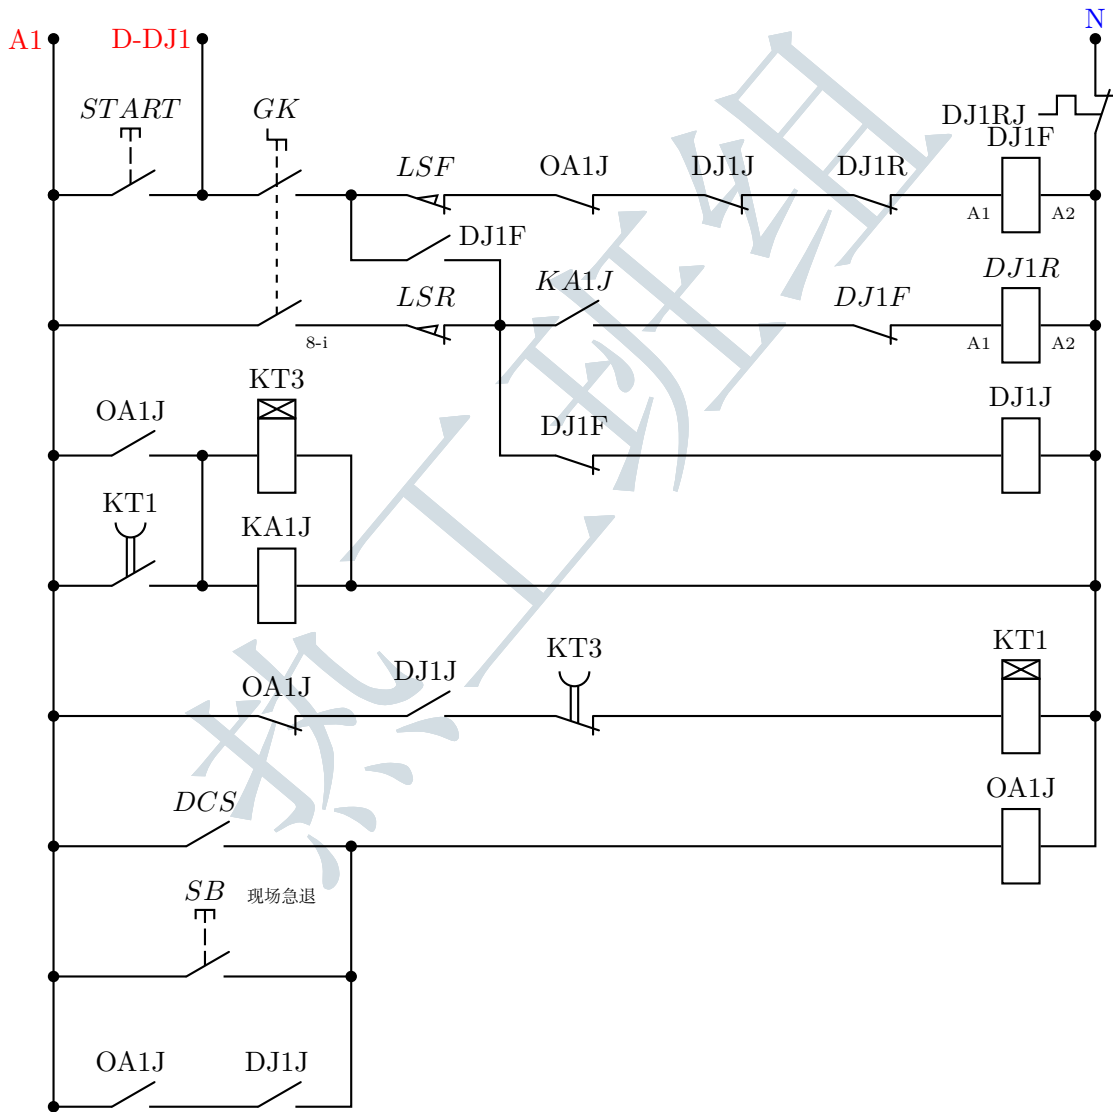 N
A1 D-DJ1
START GK DJ1RJ
DJ1F
LSF OA1J DJ1J DJ1R
A1 A2
DJ1F
LSR KA1J DJ1F DJ1R
8-i A1 A2
KT3
OA1J DJ1F DJ1J
KT1
KA1J
KT3 KT1
OA1J DJ1J
DCS OA1J
SB 现场急退
OA1J DJ1J
热工班组